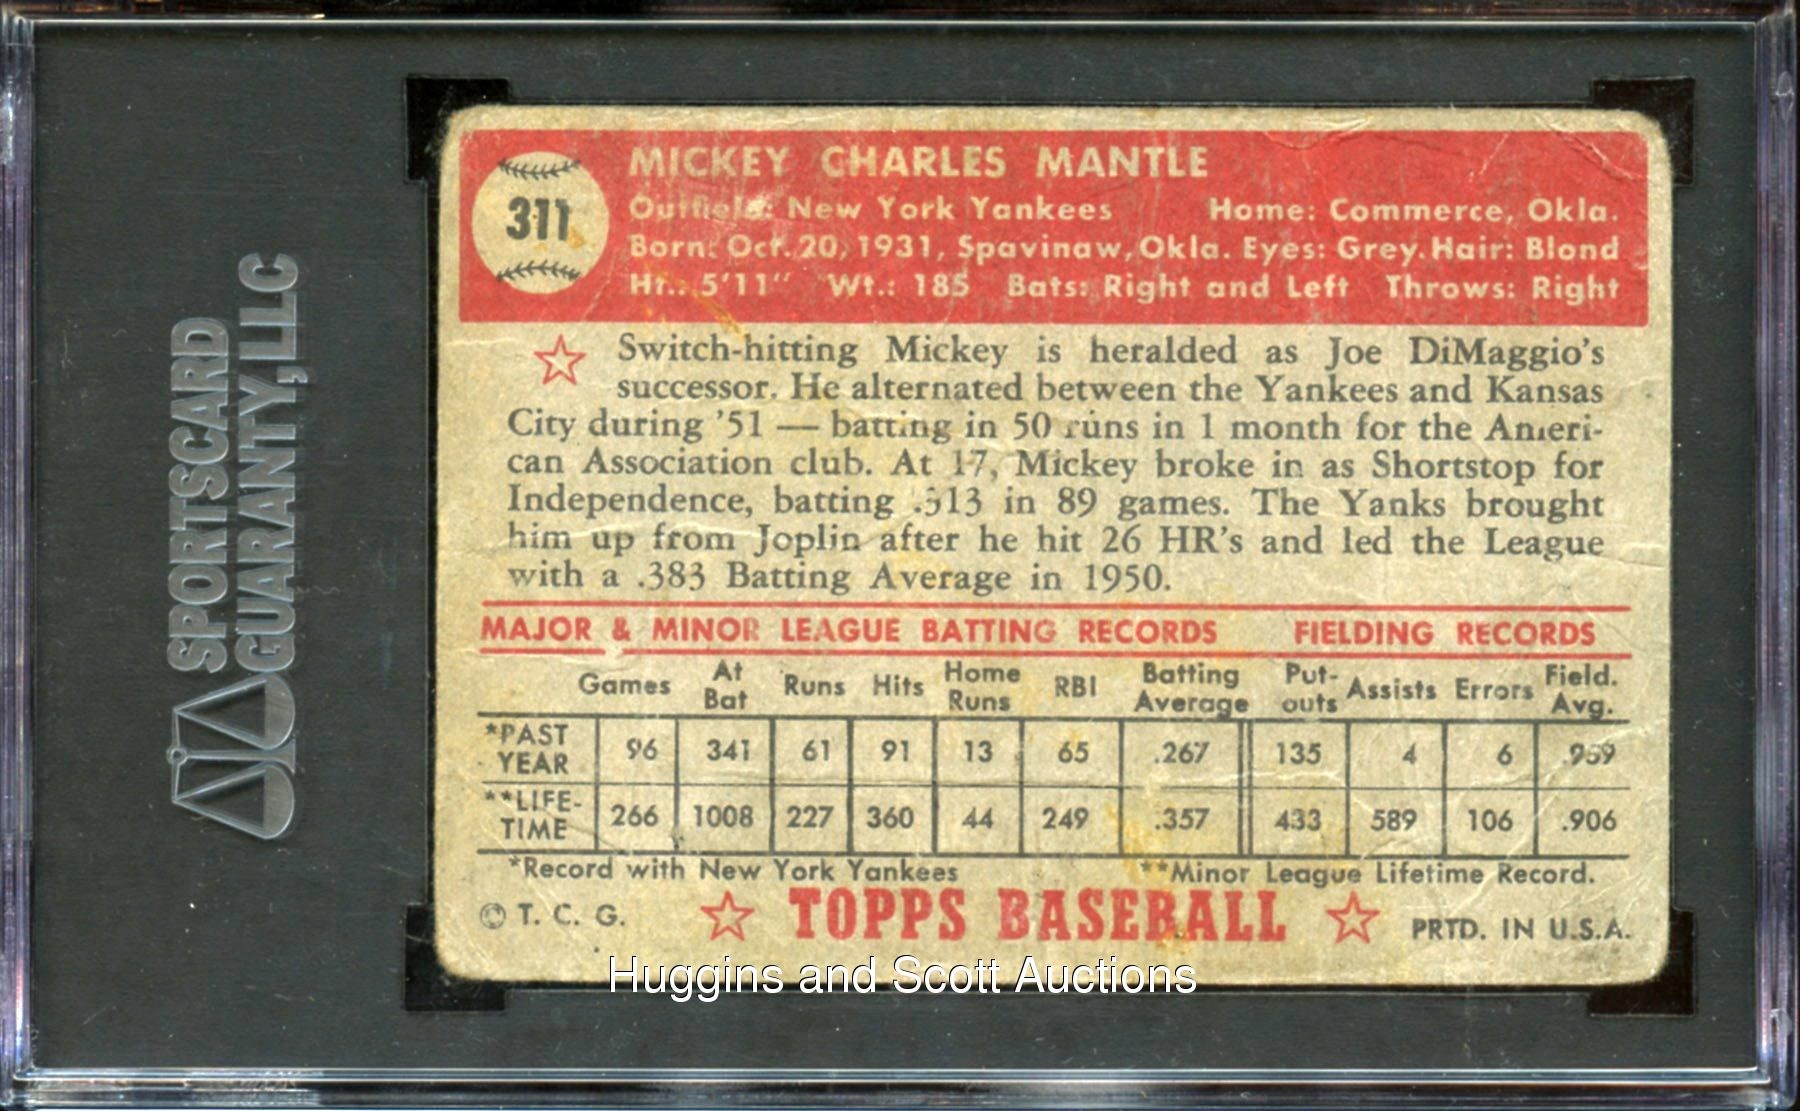 SPORTSCARD
GUARANTY, LLC
311
MICKEY CHARLES MANTLE
Outfield: New York Yankees Home: Commerce, Okla.
Born: Oct. 20, 1931, Spavinaw, Okla. Eyes: Grey. Hair: Blond
Ht.: 5'11" Wt.: 185 Bats: Right and Left Throws: Right
Switch-hitting Mickey is heralded as Joe DiMaggio's
successor. He alternated between the Yankees and Kansas
City during '51 — batting in 50 runs in 1 month for the Ameri-
can Association club. At 17, Mickey broke in as Shortstop for
Independence, batting .313 in 89 games. The Yanks brought
him up from Joplin after he hit 26 HR's and led the League
with a .383 Batting Average in 1950.
MAJOR & MINOR LEAGUE BATTING RECORDS FIELDING RECORDS
Games At Bat Runs Hits Home Runs RBI Batting Average Put-outs Assists Errors Field. Avg.
*PAST YEAR 96 341 61 91 13 65 .267 135 4 6 .959
**LIFE-TIME 266 1008 227 360 44 249 .357 433 589 106 .906
*Record with New York Yankees **Minor League Lifetime Record.
© T. C. G. TOPPS BASEBALL PRTD. IN U.S.A.
Huggins and Scott Auctions